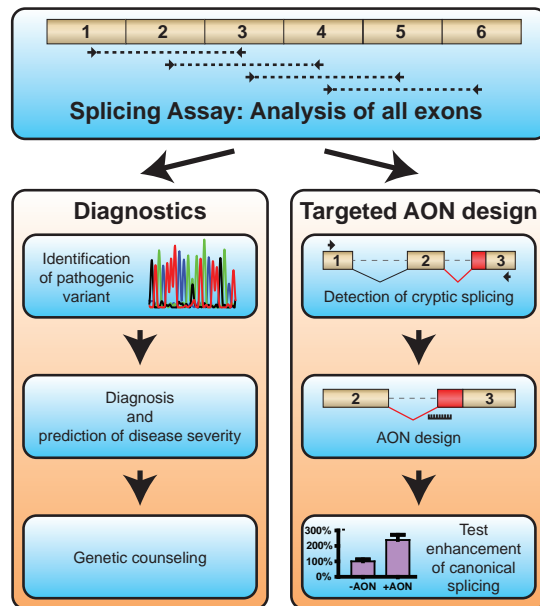 1 2 3 4 5 6
Splicing Assay: Analysis of all exons
Diagnostics
Identification
of pathogenic
variant
Diagnosis
and
prediction of disease severity
Genetic counseling
Targeted AON design
1 2 3
Detection of cryptic splicing
2 3
AON design
300%
200%
100%
0%
-AON +AON
Test
enhancement
of canonical
splicing